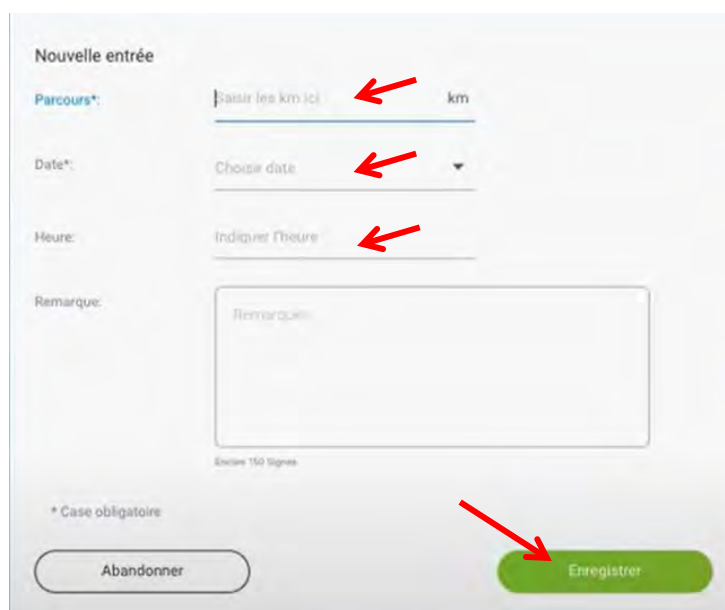 Nouvelle entrée
Parcours*: Saisir les km ici km
Date*: Choisir date
Heure: Indiquer l'heure
Remarque: Remarques
Encore 150 Signes
* Case obligatoire
Abandonner Enregistrer